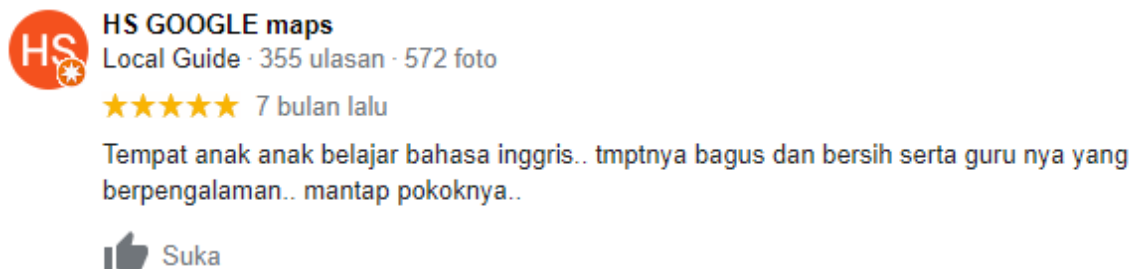 HS
HS GOOGLE maps
Local Guide · 355 ulasan · 572 foto
7 bulan lalu
Tempat anak anak belajar bahasa inggris.. tmptnya bagus dan bersih serta guru nya yang
berpengalaman.. mantap pokoknya..
Suka